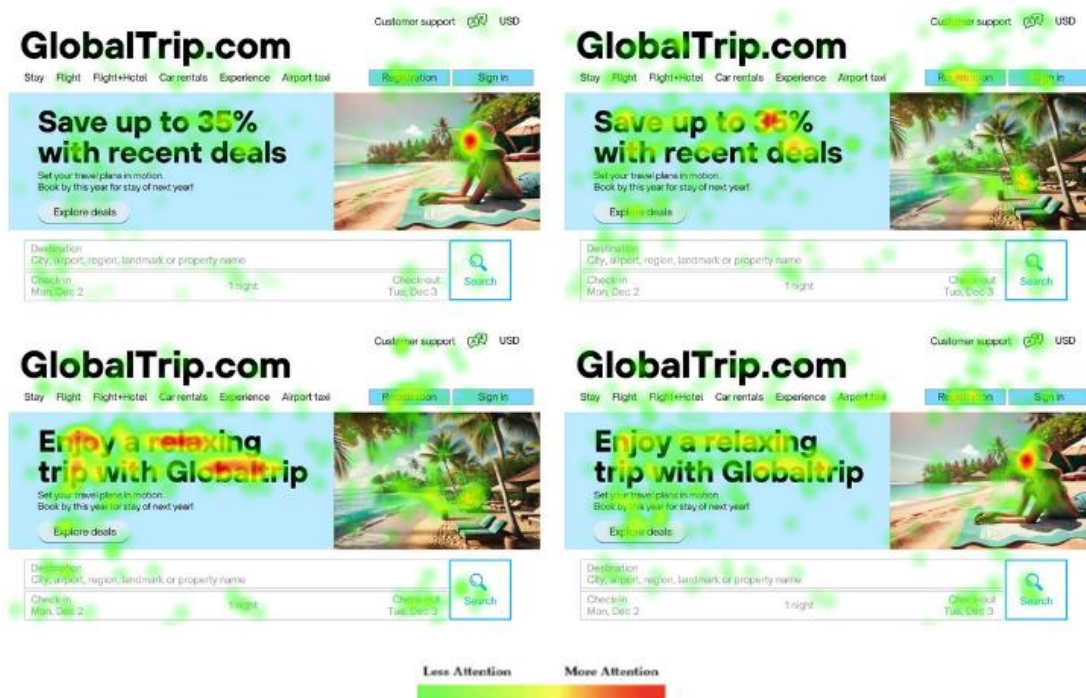 Customer support USD
GlobalTrip.com
Stay Flight Flight+Hotel Car rentals Experience Airport taxi Registration Sign in
Save up to 35%
with recent deals
Set your travel plans in motion.
Book by this year for stay of next year!
Explore deals
Destination
City, airport, region, landmark or property name
Check-in
Mon, Dec 2
1 night
Check-out
Tue, Dec 3
Search
Customer support USD
GlobalTrip.com
Stay Flight Flight+Hotel Car rentals Experience Airport taxi Registration Sign in
Save up to 35%
with recent deals
Set your travel plans in motion.
Book by this year for stay of next year!
Explore deals
Destination
City, airport, region, landmark or property name
Check-in
Mon, Dec 2
1 night
Check-out
Tue, Dec 3
Search
Customer support USD
GlobalTrip.com
Stay Flight Flight+Hotel Car rentals Experience Airport taxi Registration Sign in
Enjoy a relaxing
trip with Globaltrip
Set your travel plans in motion.
Book by this year for stay of next year!
Explore deals
Destination
City, airport, region, landmark or property name
Check-in
Mon, Dec 2
1 night
Check-out
Tue, Dec 3
Search
Customer support USD
GlobalTrip.com
Stay Flight Flight+Hotel Car rentals Experience Airport taxi Registration Sign in
Enjoy a relaxing
trip with Globaltrip
Set your travel plans in motion.
Book by this year for stay of next year!
Explore deals
Destination
City, airport, region, landmark or property name
Check-in
Mon, Dec 2
1 night
Check-out
Tue, Dec 3
Search
Less Attention More Attention